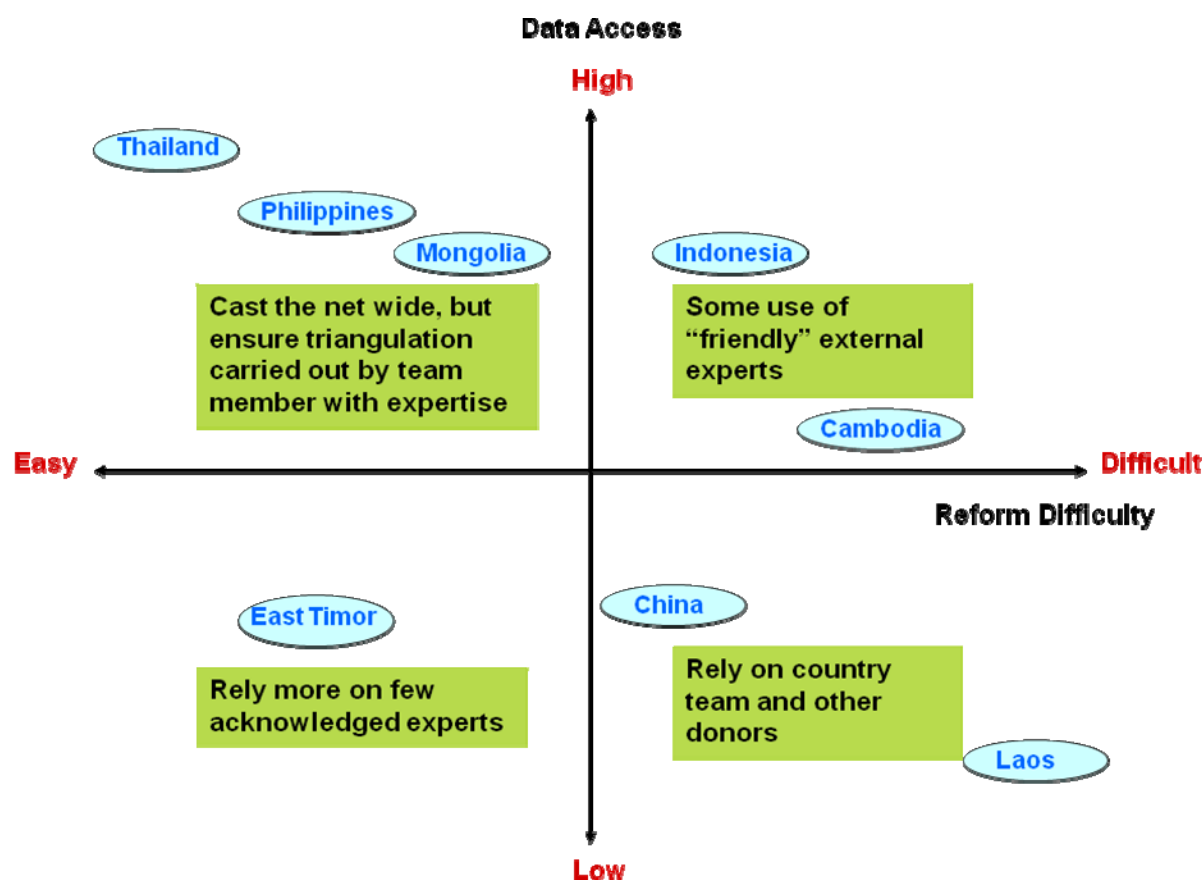 Data Access
High
Thailand
Philippines
Mongolia
Indonesia
Cast the net wide, but
ensure triangulation
carried out by team
member with expertise
Some use of
“friendly” external
experts
Cambodia
Easy
Difficult
Reform Difficulty
East Timor
China
Rely more on few
acknowledged experts
Rely on country
team and other
donors
Laos
Low